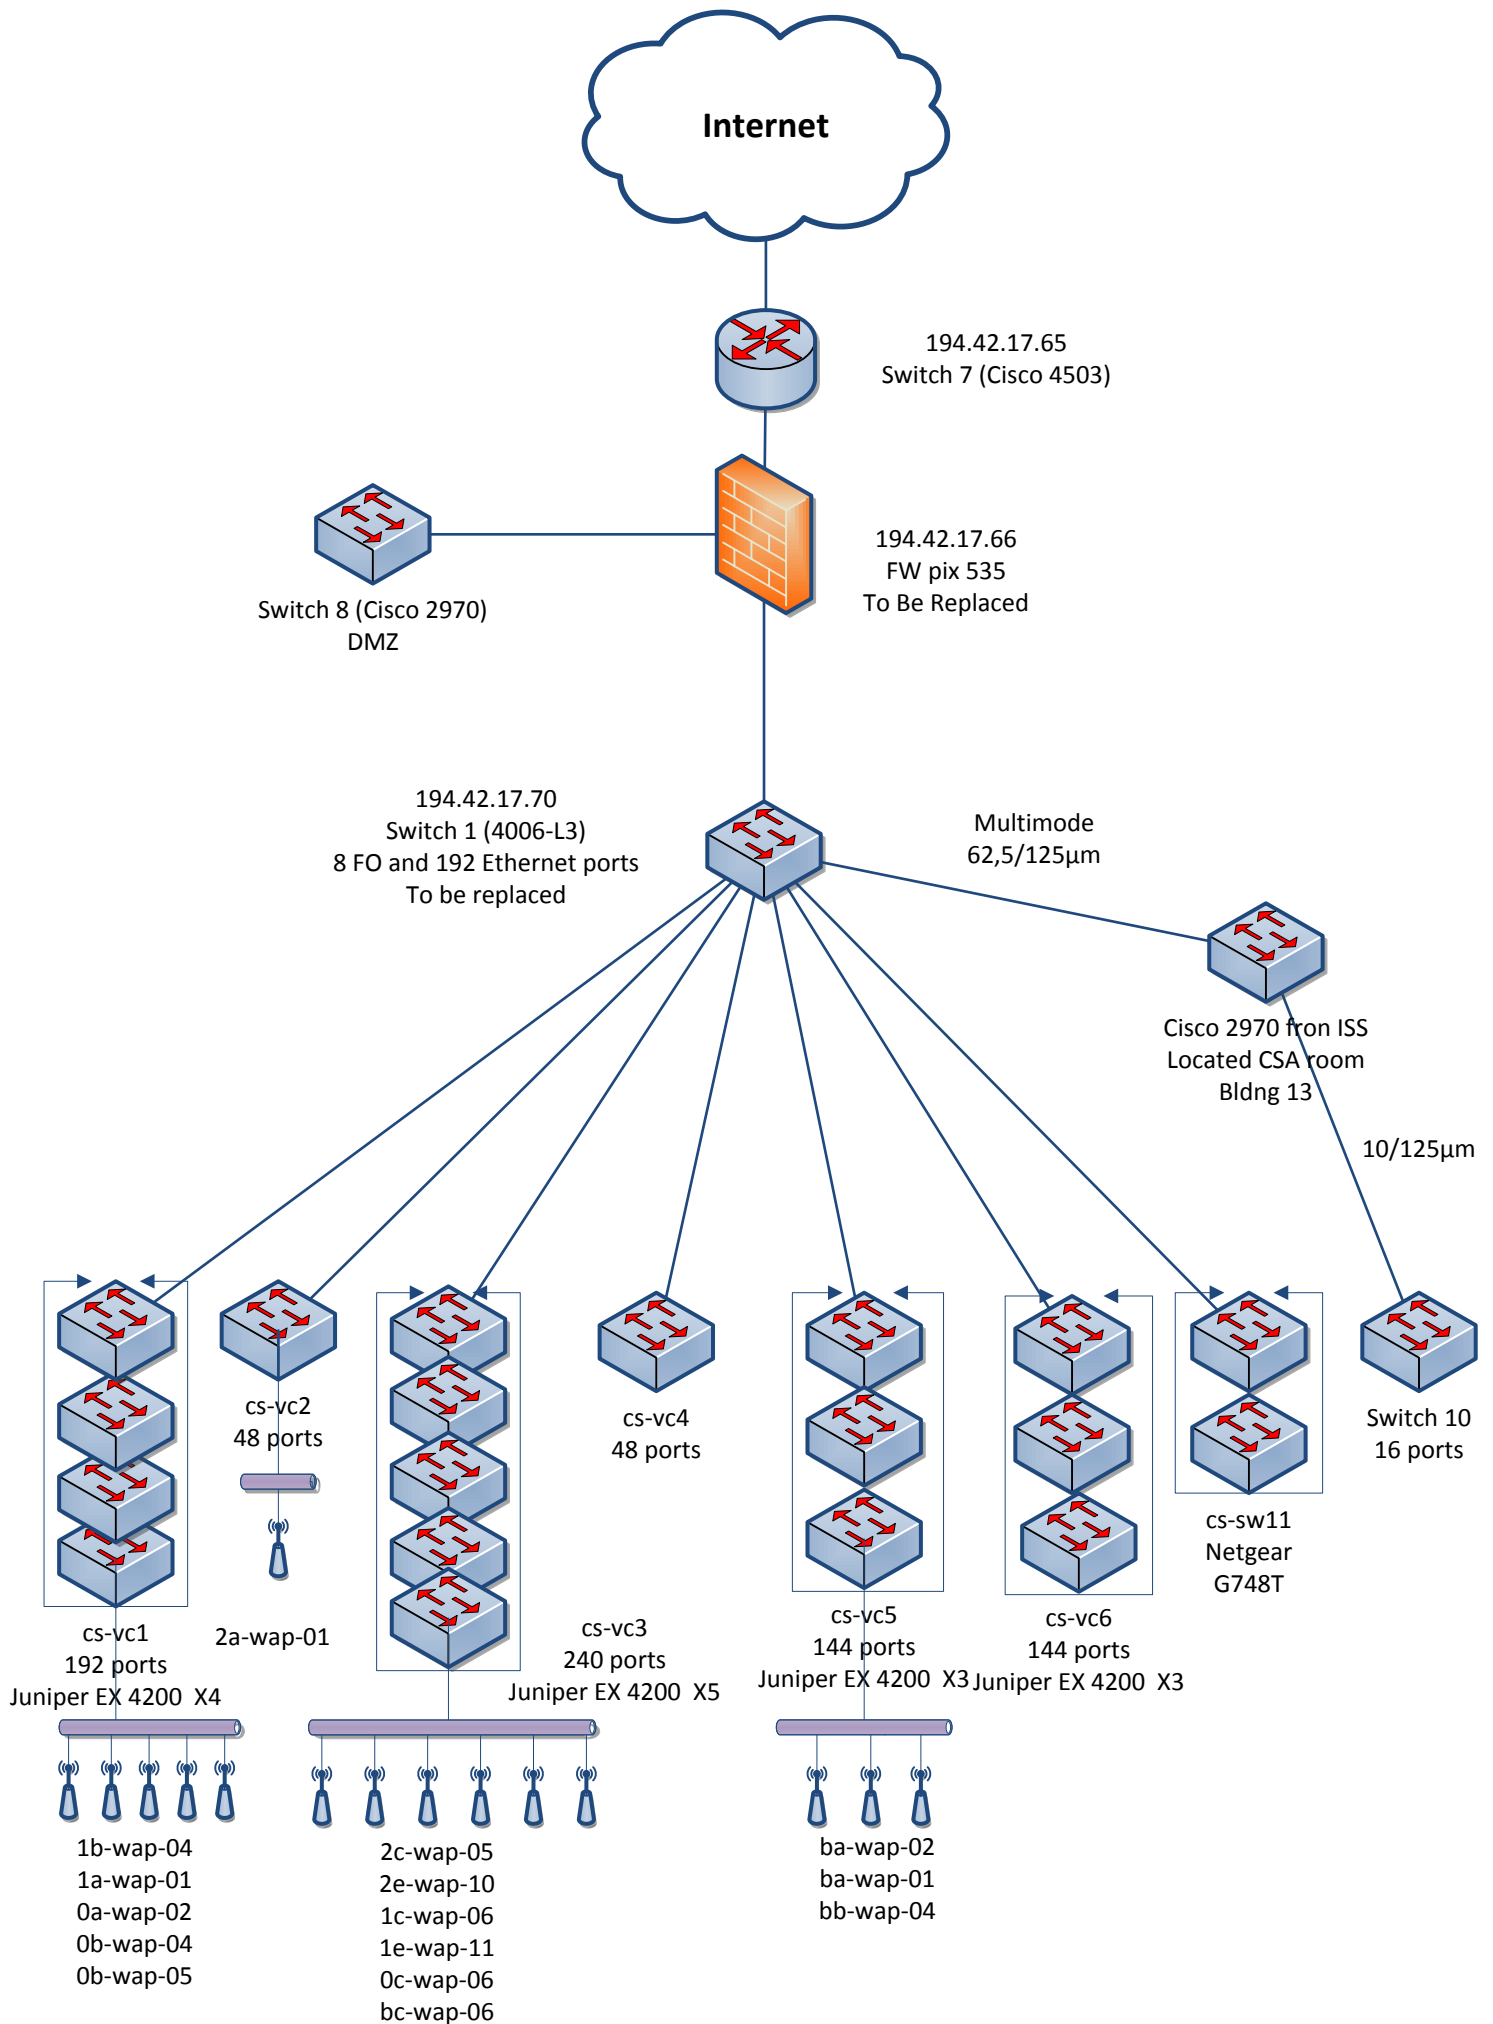 Internet
194.42.17.65
Switch 7 (Cisco 4503)
194.42.17.66
FW pix 535
To Be Replaced
Switch 8 (Cisco 2970)
DMZ
194.42.17.70
Switch 1 (4006-L3)
8 FO and 192 Ethernet ports
To be replaced
Multimode
62,5/125µm
Cisco 2970 fron ISS
Located CSA room
Bldng 13
10/125µm
cs-vc1
192 ports
Juniper EX 4200 X4
cs-vc2
48 ports
2a-wap-01
cs-vc3
240 ports
Juniper EX 4200 X5
cs-vc4
48 ports
cs-vc5
144 ports
Juniper EX 4200 X3
cs-vc6
144 ports
Juniper EX 4200 X3
cs-sw11
Netgear
G748T
Switch 10
16 ports
1b-wap-04
1a-wap-01
0a-wap-02
0b-wap-04
0b-wap-05
2c-wap-05
2e-wap-10
1c-wap-06
1e-wap-11
0c-wap-06
bc-wap-06
ba-wap-02
ba-wap-01
bb-wap-04